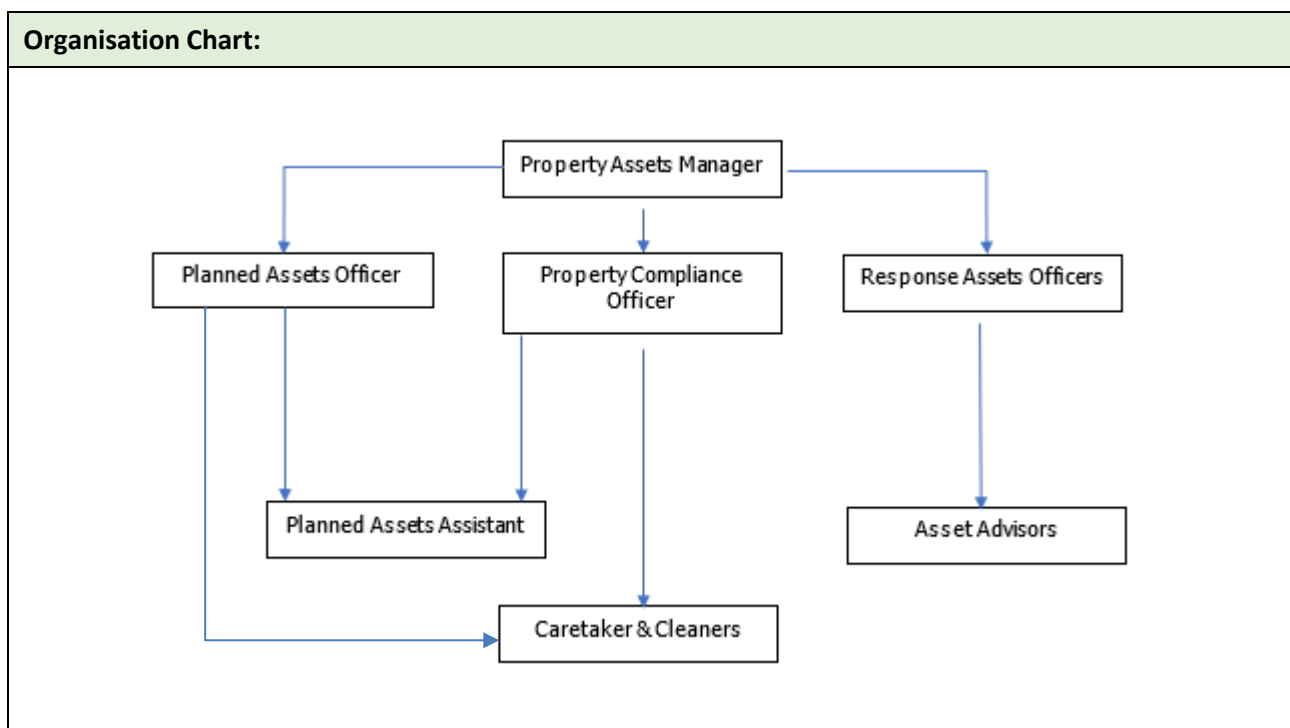 Organisation Chart:
Property Assets Manager
Planned Assets Officer
Property Compliance
Officer
Response Assets Officers
Planned Assets Assistant
Asset Advisors
Caretaker & Cleaners